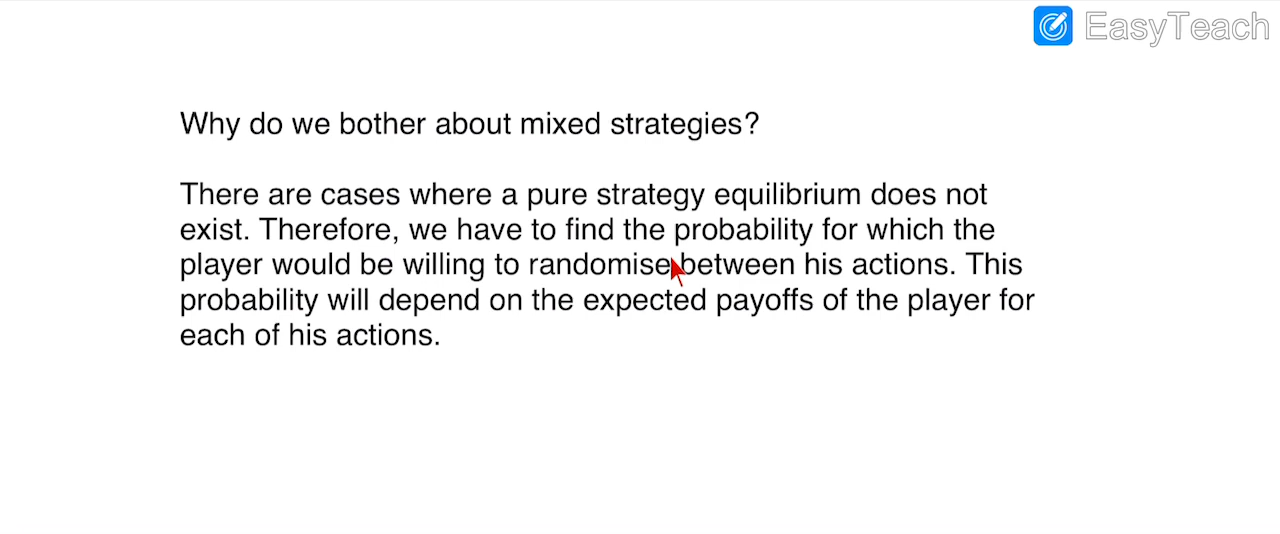 EasyTeach
Why do we bother about mixed strategies?
There are cases where a pure strategy equilibrium does not
exist. Therefore, we have to find the probability for which the
player would be willing to randomise between his actions. This
probability will depend on the expected payoffs of the player for
each of his actions.